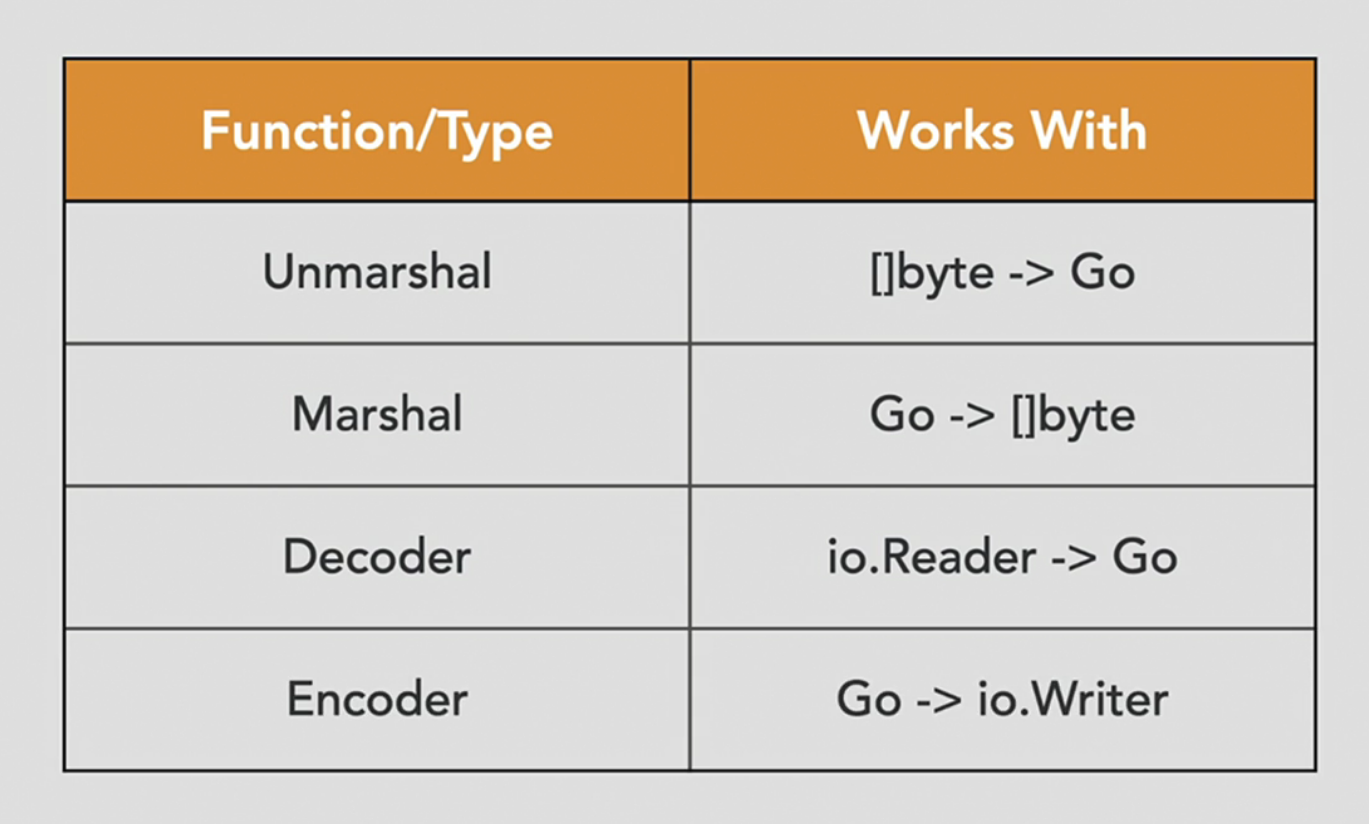 Function/Type Works With
Unmarshal []byte -> Go
Marshal Go -> []byte
Decoder io.Reader -> Go
Encoder Go -> io.Writer